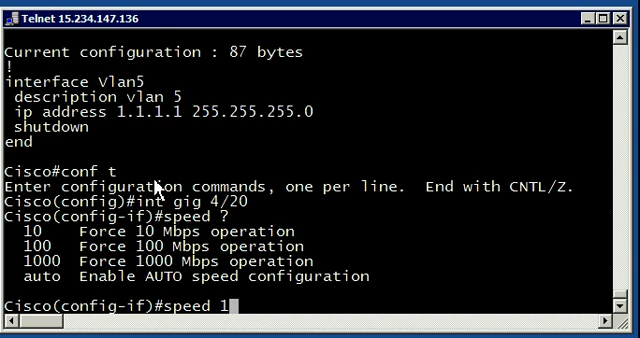 Telnet 15.234.147.136
Current configuration : 87 bytes
!
interface Vlan5
 description vlan 5
 ip address 1.1.1.1 255.255.255.0
 shutdown
end
Cisco#conf t
Enter configuration commands, one per line.  End with CNTL/Z.
Cisco(config)#int gig 4/20
Cisco(config-if)#speed ?
  10    Force 10 Mbps operation
  100   Force 100 Mbps operation
  1000  Force 1000 Mbps operation
  auto  Enable AUTO speed configuration
Cisco(config-if)#speed 1